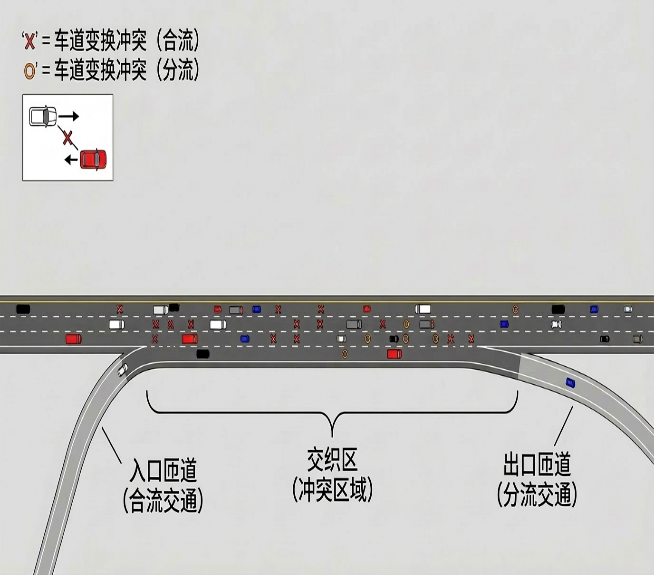 'X' = 车道变换冲突（合流）
'O' = 车道变换冲突（分流）
入口匝道
（合流交通）
交织区
（冲突区域）
出口匝道
（分流交通）